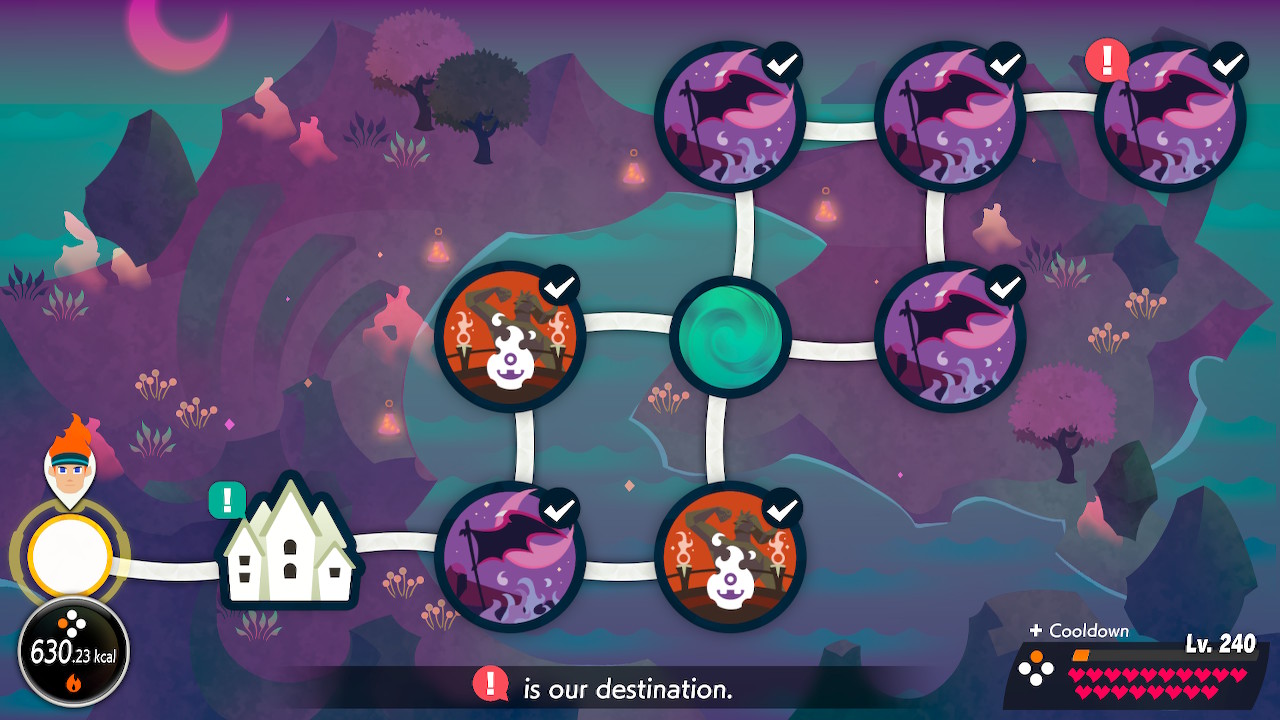 630.23 kcal
! is our destination.
+ Cooldown
Lv. 240